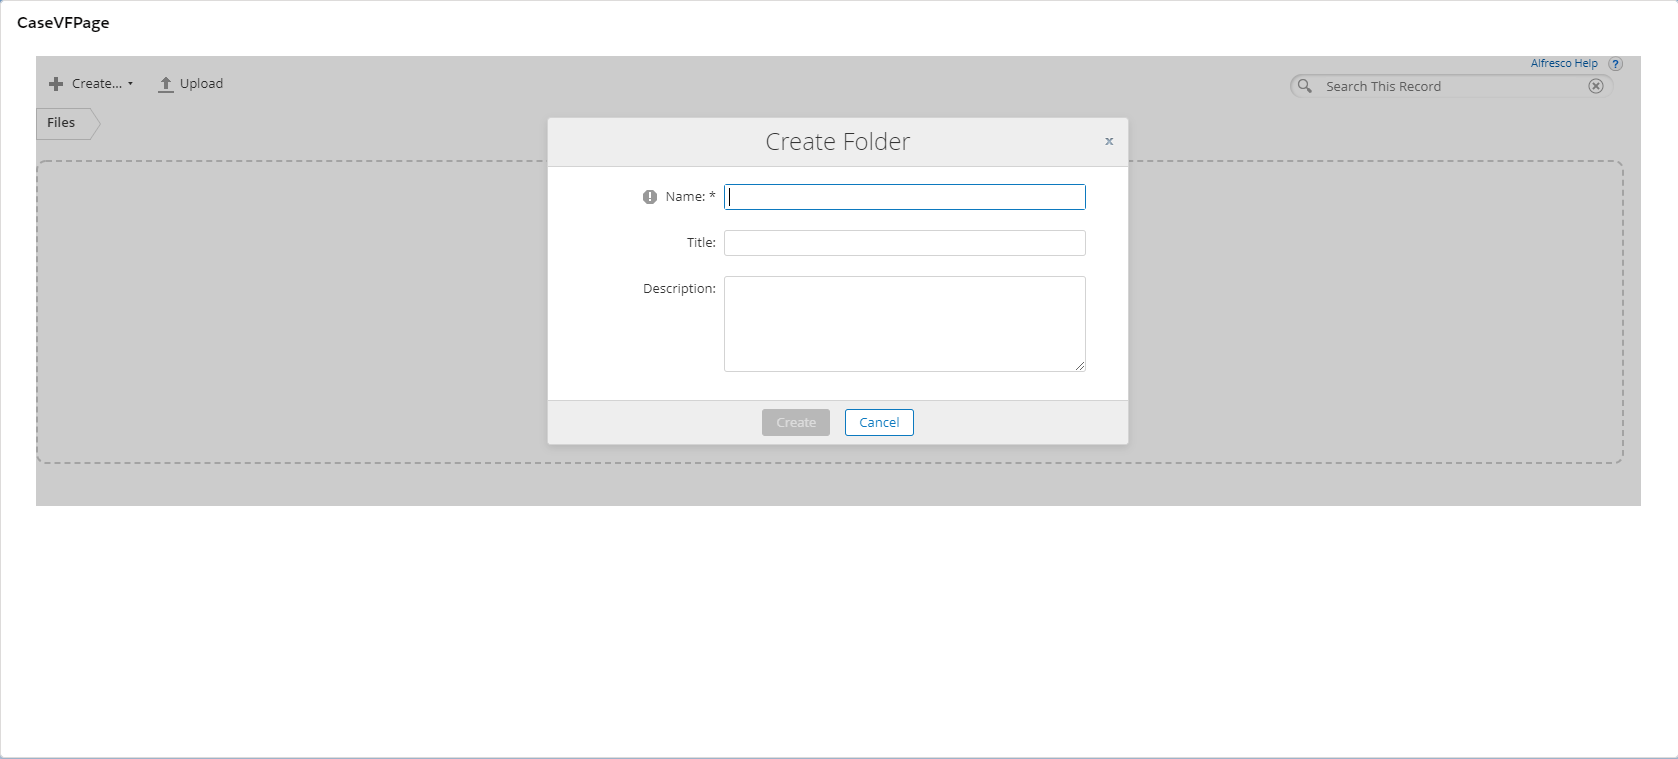 CaseVFPage
Alfresco Help ?
Create... Upload
Search This Record
Files
Create Folder x
! Name: *
Title:
Description:
Create Cancel